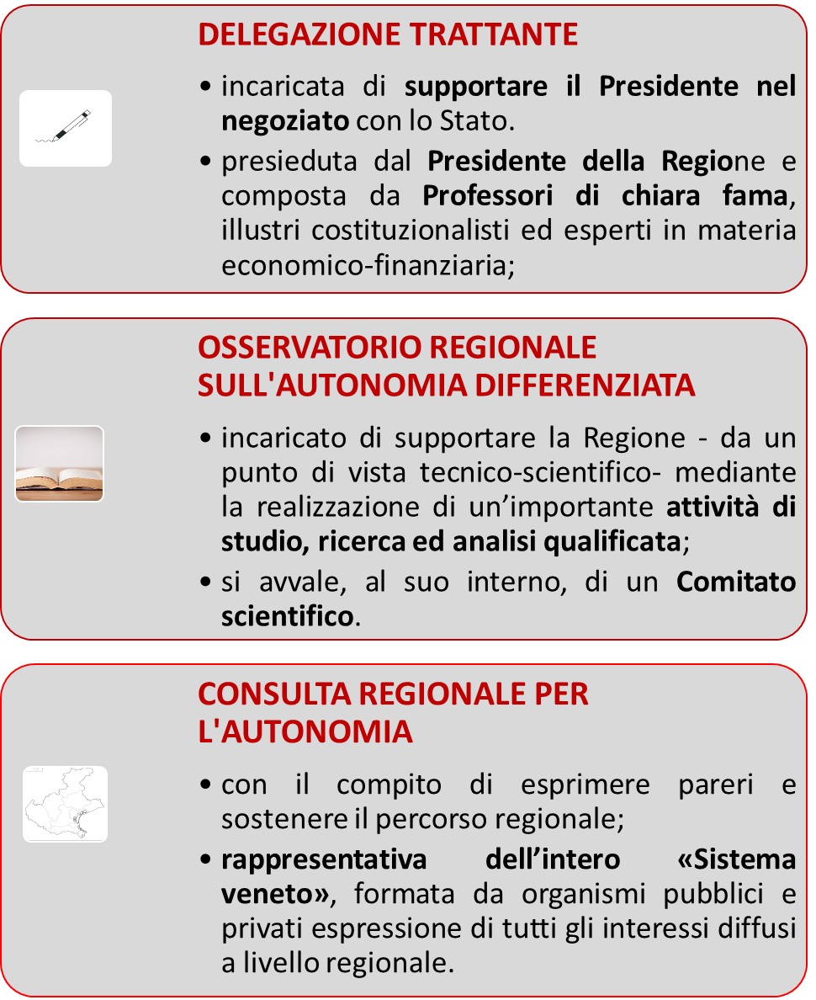 DELEGAZIONE TRATTANTE
• incaricata di supportare il Presidente nel
negoziato con lo Stato.
• presieduta dal Presidente della Regione e
composta da Professori di chiara fama,
illustri costituzionalisti ed esperti in materia
economico-finanziaria;
OSSERVATORIO REGIONALE
SULL'AUTONOMIA DIFFERENZIATA
• incaricato di supportare la Regione - da un
punto di vista tecnico-scientifico- mediante
la realizzazione di un’importante attività di
studio, ricerca ed analisi qualificata;
• si avvale, al suo interno, di un Comitato
scientifico.
CONSULTA REGIONALE PER
L'AUTONOMIA
• con il compito di esprimere pareri e
sostenere il percorso regionale;
• rappresentativa dell’intero «Sistema
veneto», formata da organismi pubblici e
privati espressione di tutti gli interessi diffusi
a livello regionale.